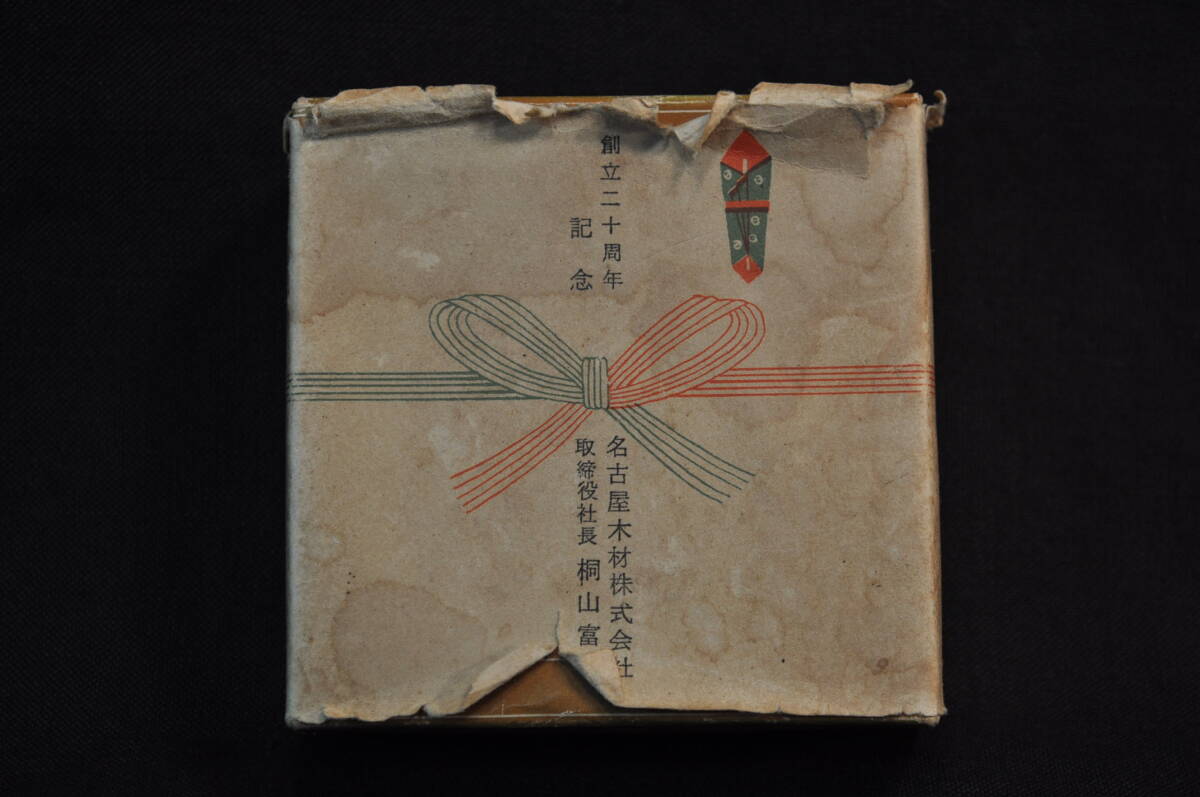 創立二十周年
記念
名古屋木材株式会社
取締役社長 桐山富